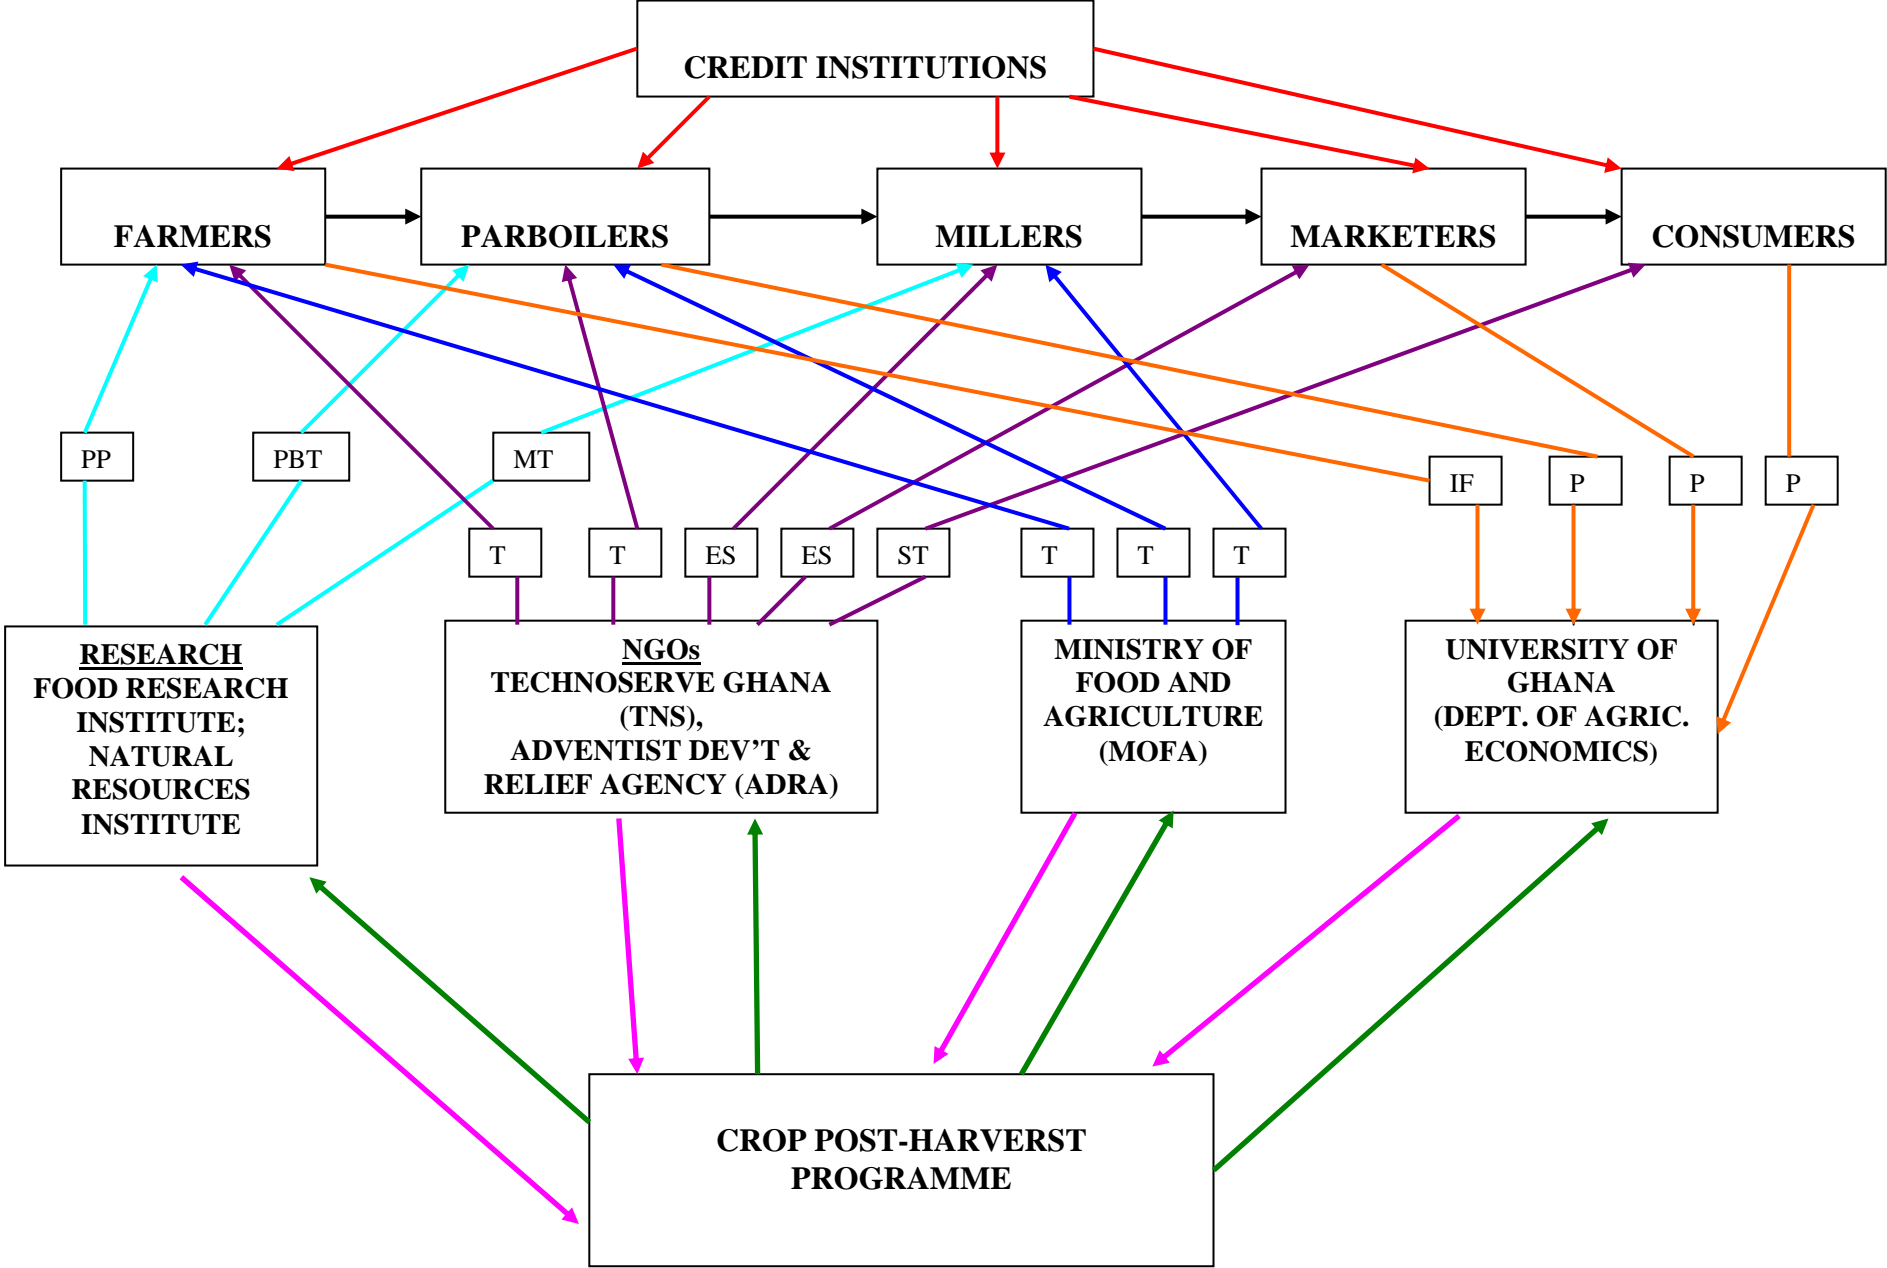 CREDIT INSTITUTIONS
FARMERS
PARBOILERS
MILLERS
MARKETERS
CONSUMERS
PP
PBT
MT
IF
P
P
P
T
T
ES
ES
ST
T
T
T
RESEARCH
FOOD RESEARCH
INSTITUTE;
NATURAL
RESOURCES
INSTITUTE
NGOs
TECHNOSERVE GHANA
(TNS),
ADVENTIST DEV’T &
RELIEF AGENCY (ADRA)
MINISTRY OF
FOOD AND
AGRICULTURE
(MOFA)
UNIVERSITY OF
GHANA
(DEPT. OF AGRIC.
ECONOMICS)
CROP POST-HARVERST
PROGRAMME